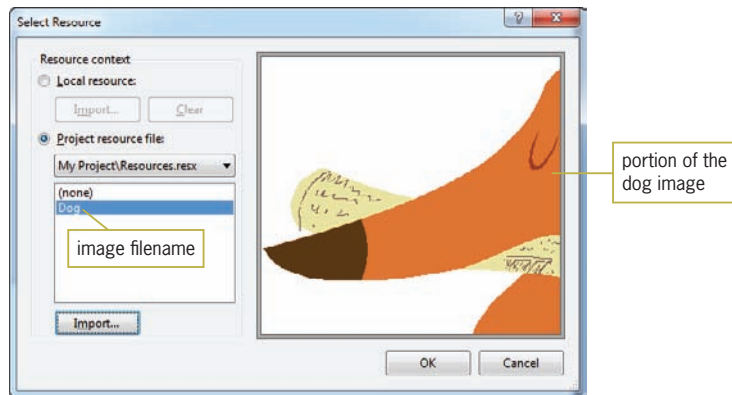 Select Resource
Resource context
Local resource:
Import...
Clear
Project resource file:
My Project\Resources.resx
(none)
Dog
image filename
Import...
portion of the
dog image
OK
Cancel